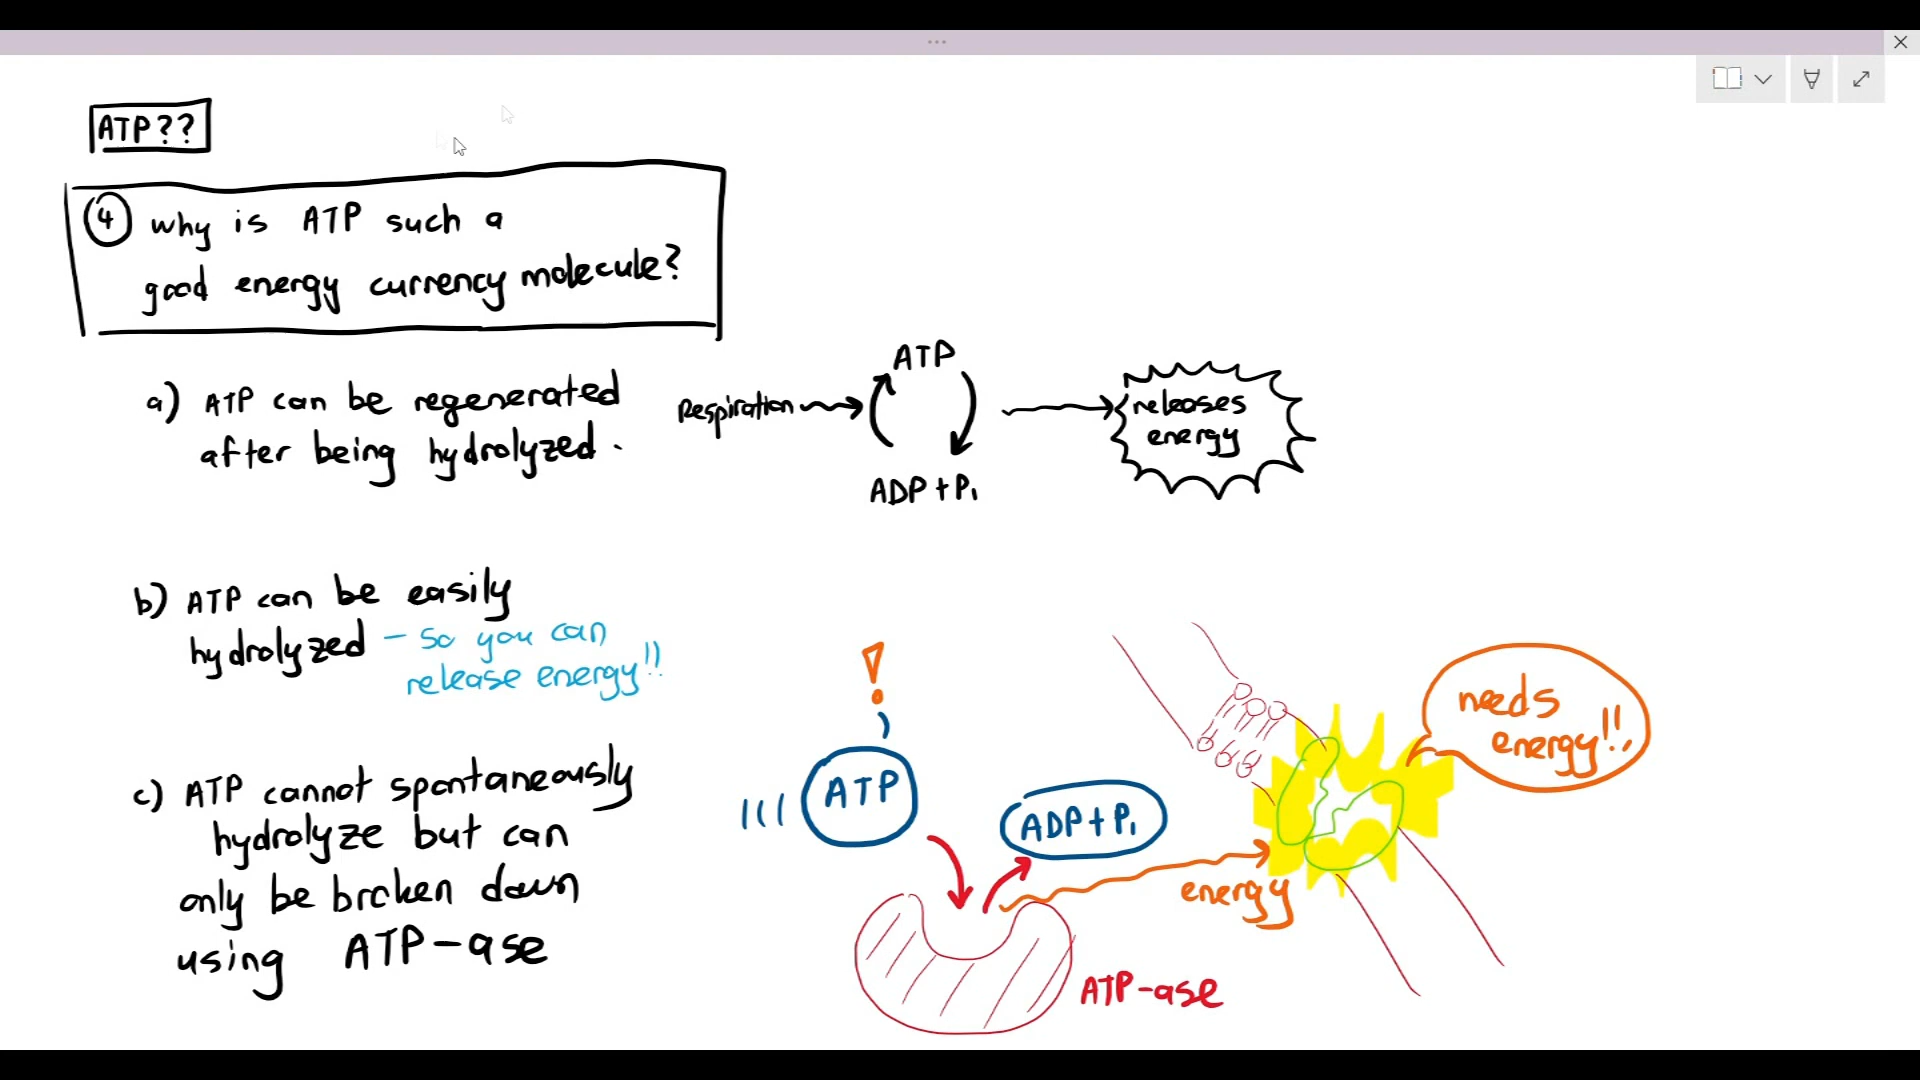 ATP??
4 why is ATP such a
good energy currency molecule?
a) ATP can be regenerated
after being hydrolyzed.
Respiration
ATP
ADP+Pi
releases
energy
b) ATP can be easily
hydrolyzed - so you can
release energy!!
c) ATP cannot spontaneously
hydrolyze but can
only be broken down
using ATP-ase
!
ATP
ADP+Pi
energy
needs
energy!!
ATP-ase